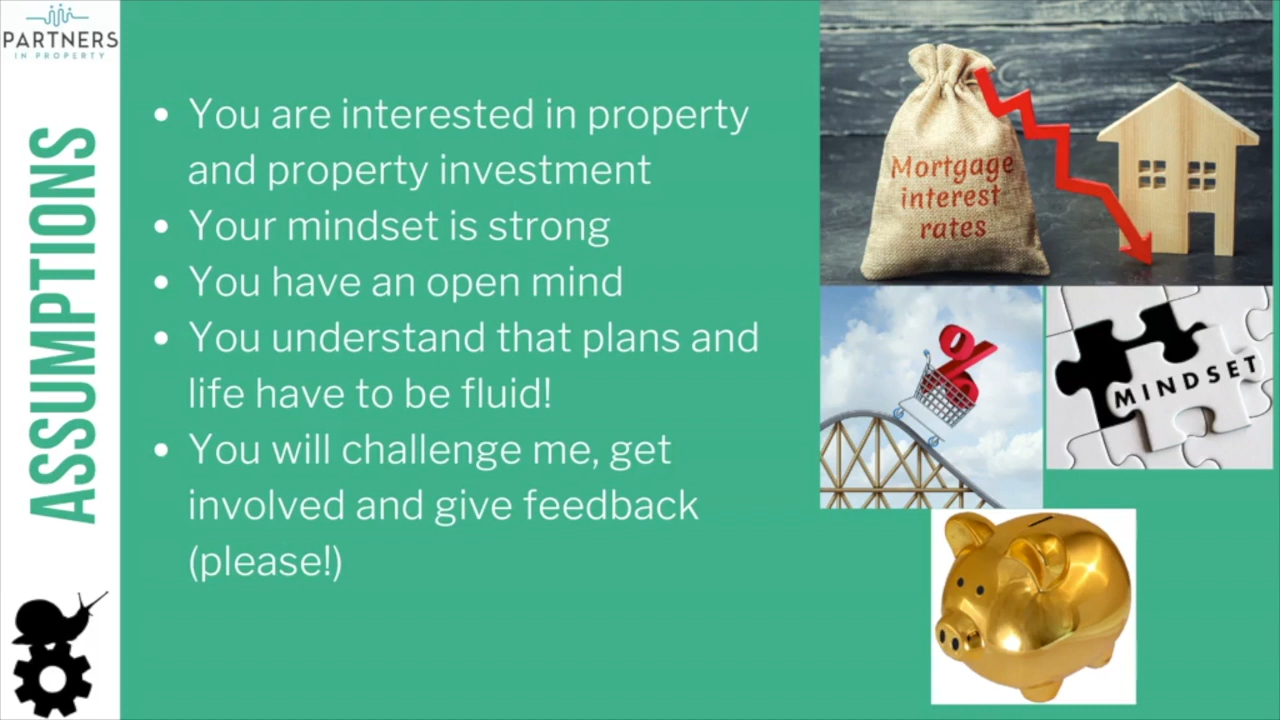 PARTNERS
IN PROPERTY
ASSUMPTIONS
• You are interested in property
and property investment
• Your mindset is strong
• You have an open mind
• You understand that plans and
life have to be fluid!
• You will challenge me, get
involved and give feedback
(please!)
Mortgage
interest
rates
%
MINDSET